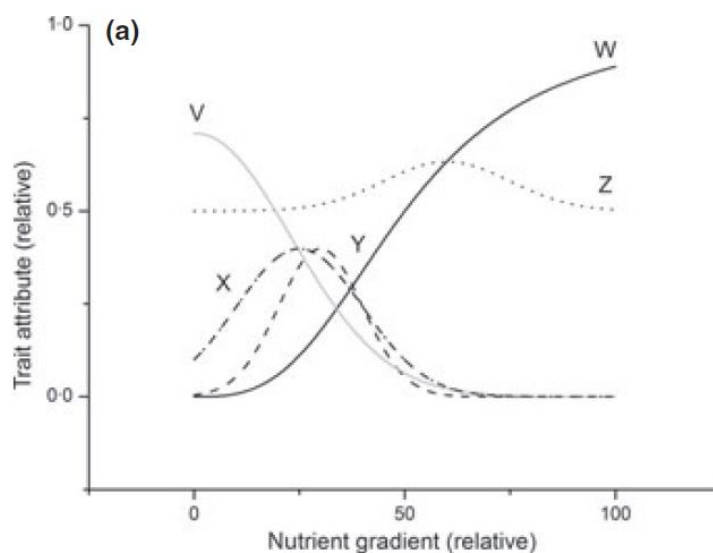 (a)
1·0
W
V
Z
0·5
Y
X
0·0
Trait attribute (relative)
0
50
100
Nutrient gradient (relative)